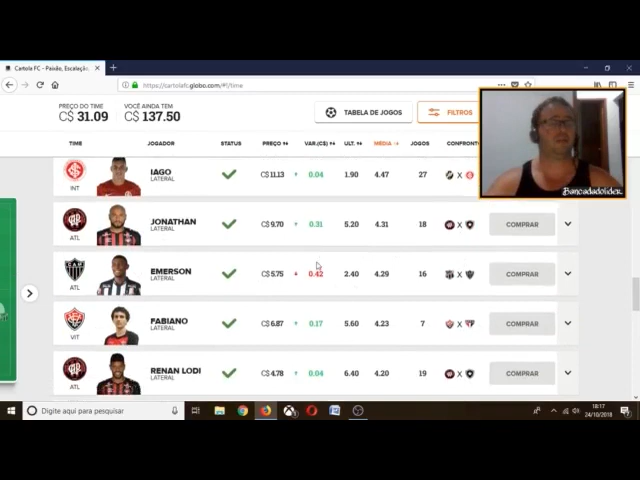 Cartola FC - Paixão, Escalação,
https://cartolafc.globo.com/#!/time
PREÇO DO TIME
C$ 31.09
VOCÊ AINDA TEM
C$ 137.50
TABELA DE JOGOS
FILTROS
TIME JOGADOR STATUS PREÇO VAR.(C$) ÚLT. MÉDIA JOGOS CONFRONTO
INT IAGO LATERAL C$ 11.13 0.04 1.90 4.47 27 X
ATL JONATHAN LATERAL C$ 9.70 0.31 5.20 4.31 18 X COMPRAR
ATL EMERSON LATERAL C$ 5.75 0.42 2.40 4.29 16 X COMPRAR
VIT FABIANO LATERAL C$ 6.87 0.17 5.60 4.23 7 X COMPRAR
ATL RENAN LODI LATERAL C$ 4.78 0.04 6.40 4.20 19 X COMPRAR
Bancadadolider
Digite aqui para pesquisar
18:17
24/10/2018